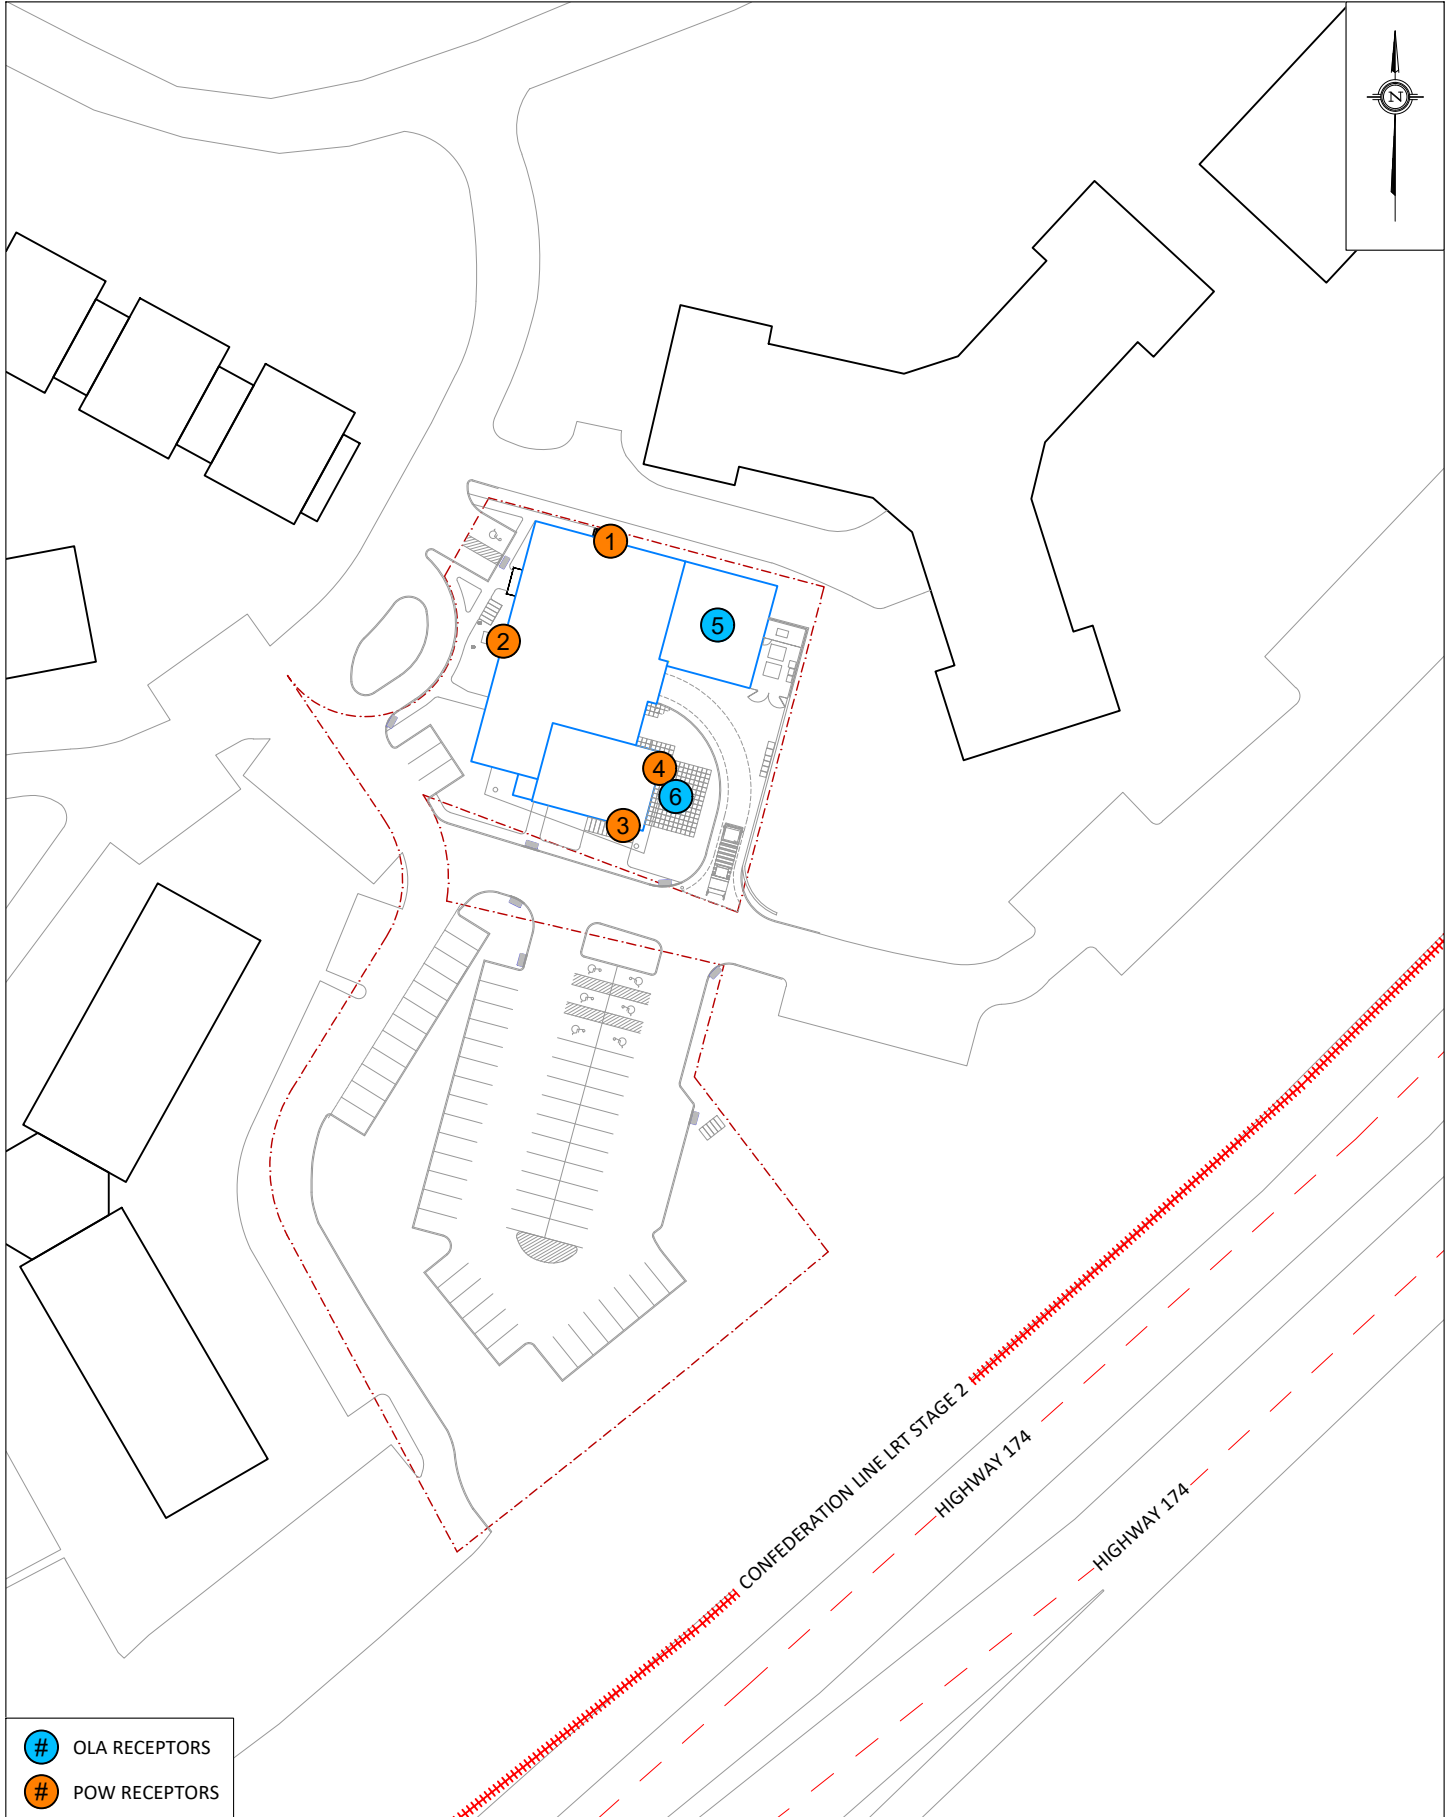 N
1
5
2
4
6
3
CONFEDERATION LINE LRT STAGE 2
HIGHWAY 174
HIGHWAY 174
# OLA RECEPTORS
# POW RECEPTORS